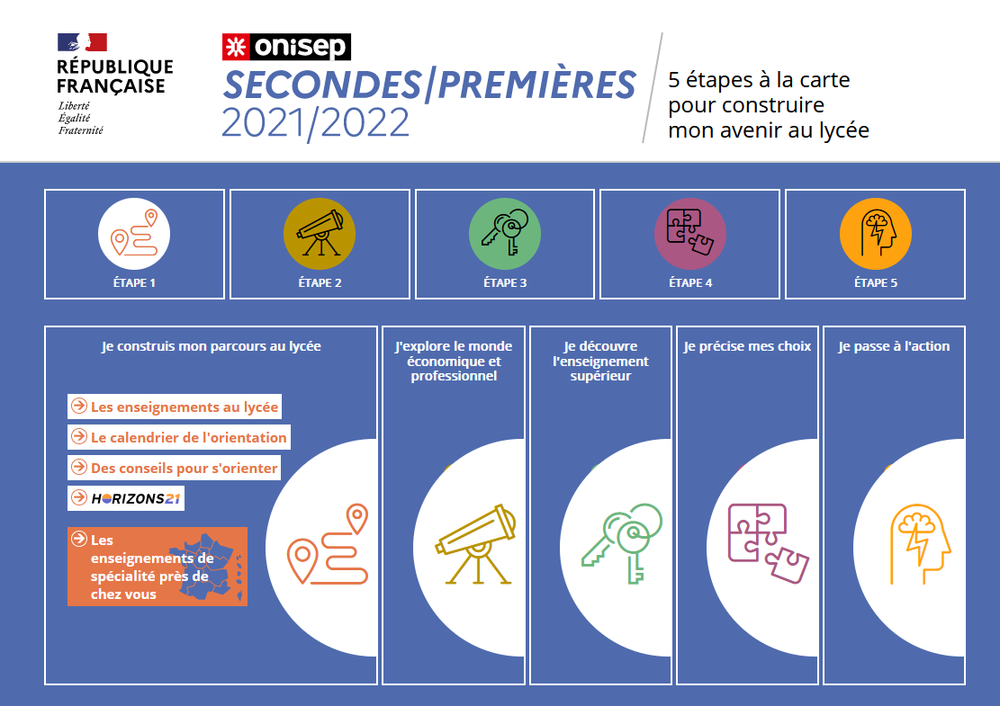 RÉPUBLIQUE
FRANÇAISE
Liberté
Égalité
Fraternité
onisep
SECONDES/PREMIÈRES
2021/2022
5 étapes à la carte
pour construire
mon avenir au lycée
ÉTAPE 1
ÉTAPE 2
ÉTAPE 3
ÉTAPE 4
ÉTAPE 5
Je construis mon parcours au lycée
Les enseignements au lycée
Le calendrier de l'orientation
Des conseils pour s'orienter
HORIZONS21
Les
enseignements de
spécialité près de
chez vous
J'explore le monde
économique et
professionnel
Je découvre
l'enseignement
supérieur
Je précise mes choix
Je passe à l'action